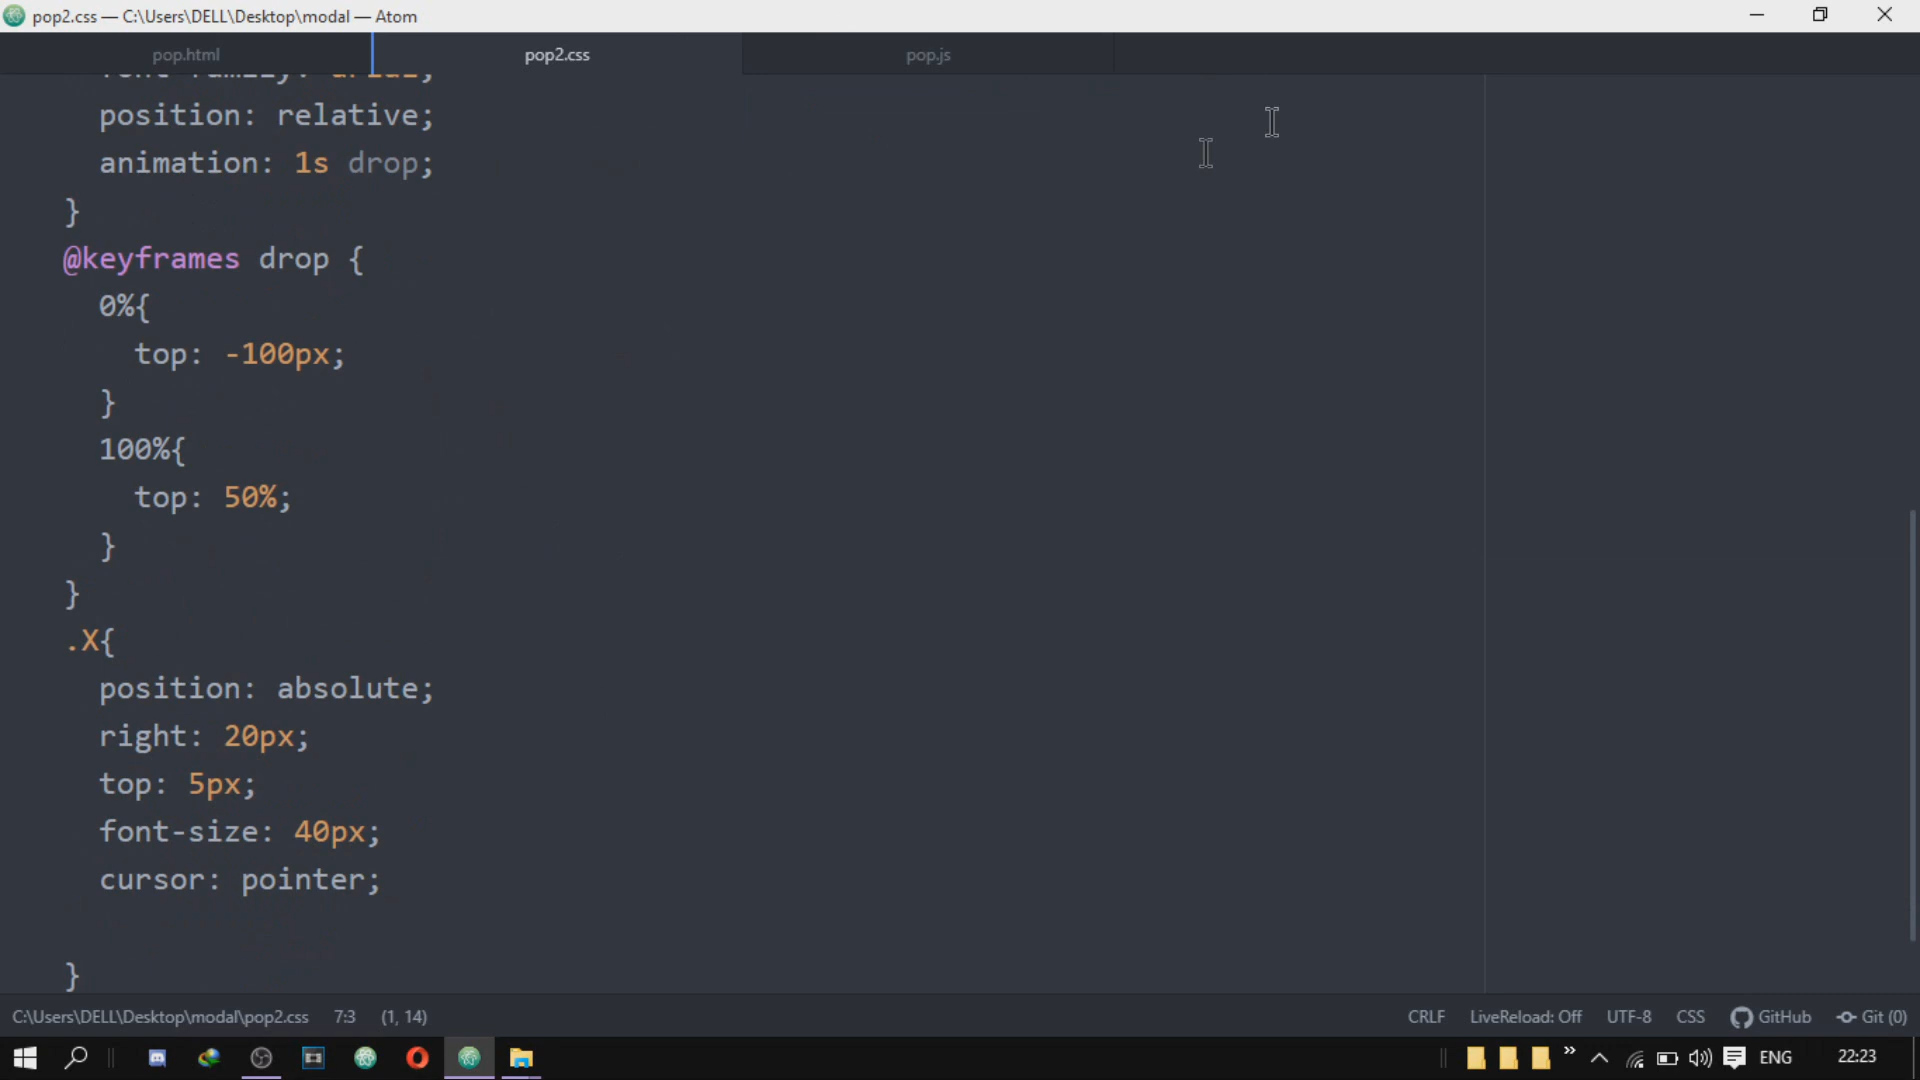 pop2.css — C:\Users\DELL\Desktop\modal — Atom
pop.html
pop2.css
pop.js
font-family: arial;
position: relative;
animation: 1s drop;
}
@keyframes drop {
0%{
top: -100px;
}
100%{
top: 50%;
}
}
.X{
position: absolute;
right: 20px;
top: 5px;
font-size: 40px;
cursor: pointer;
}
C:\Users\DELL\Desktop\modal\pop2.css 7:3 (1, 14) CRLF LiveReload: Off UTF-8 CSS GitHub Git (0)
ENG 22:23